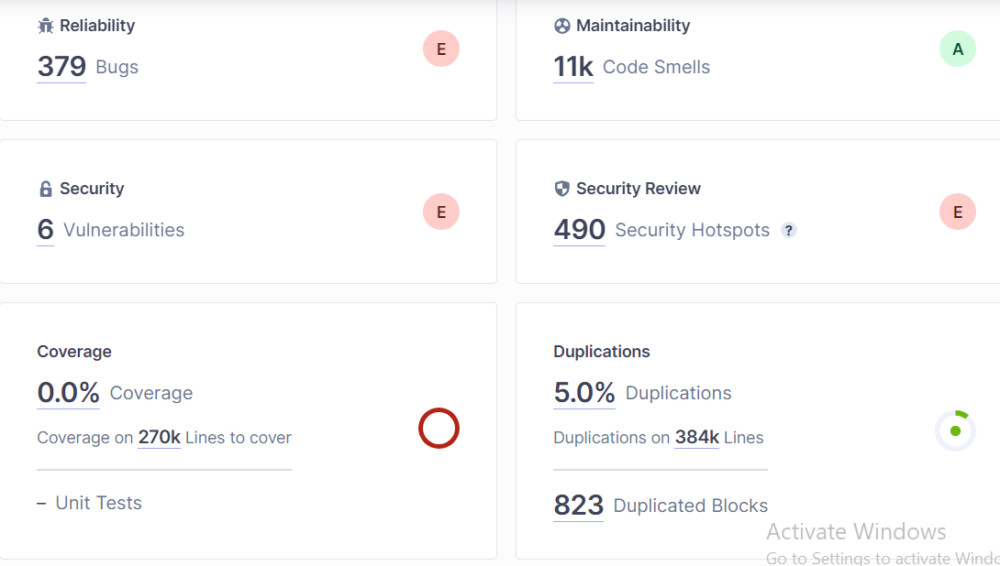 Reliability
379 Bugs
E
Maintainability
11k Code Smells
A
Security
6 Vulnerabilities
E
Security Review
490 Security Hotspots ?
E
Coverage
0.0% Coverage
Coverage on 270k Lines to cover
– Unit Tests
Duplications
5.0% Duplications
Duplications on 384k Lines
823 Duplicated Blocks
Activate Windows
Go to Settings to activate